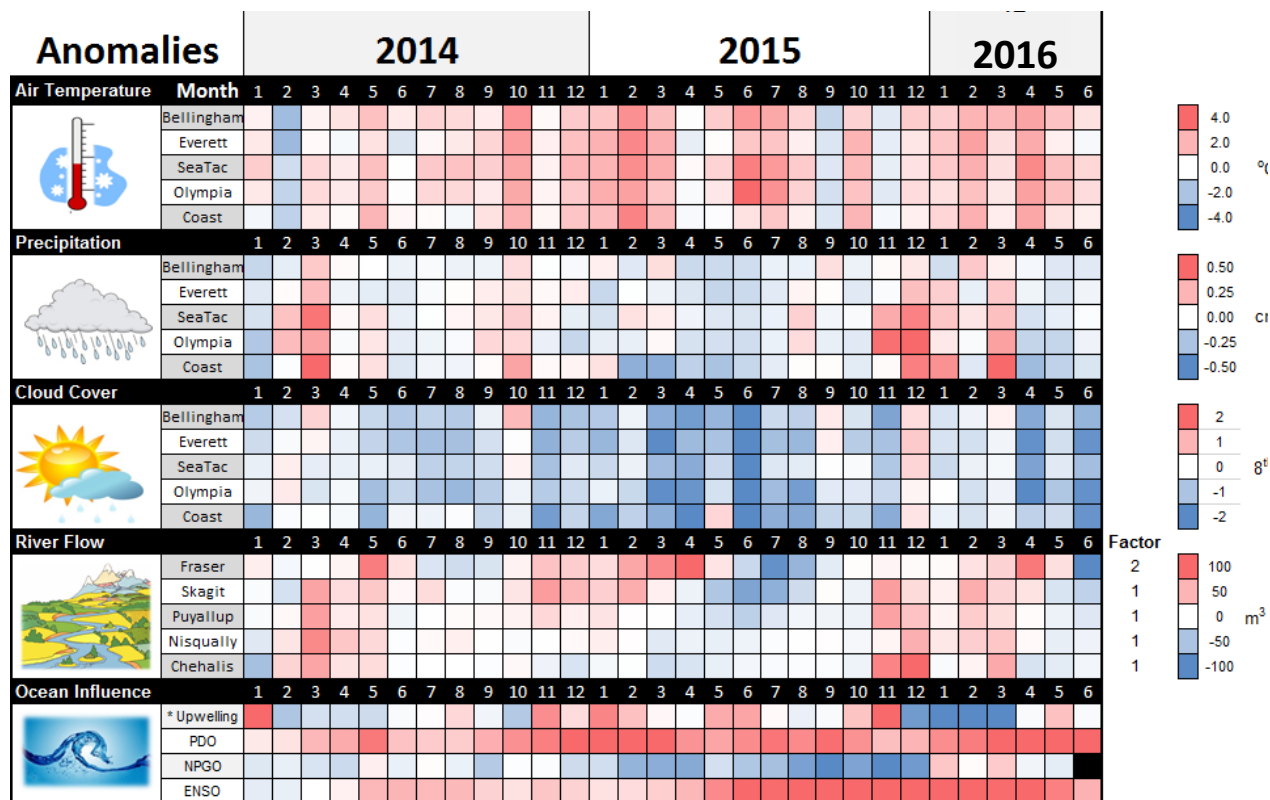 Anomalies 2014 2015 2016
Air Temperature Month 1 2 3 4 5 6 7 8 9 10 11 12 1 2 3 4 5 6 7 8 9 10 11 12 1 2 3 4 5 6
Bellingham 4.0
Everett 2.0
SeaTac 0.0 º
Olympia -2.0
Coast -4.0
Precipitation 1 2 3 4 5 6 7 8 9 10 11 12 1 2 3 4 5 6 7 8 9 10 11 12 1 2 3 4 5 6
Bellingham 0.50
Everett 0.25
SeaTac 0.00
Olympia -0.25
Coast -0.50
Cloud Cover 1 2 3 4 5 6 7 8 9 10 11 12 1 2 3 4 5 6 7 8 9 10 11 12 1 2 3 4 5 6
Bellingham 2
Everett 1
SeaTac 0 8
Olympia -1
Coast -2
River Flow 1 2 3 4 5 6 7 8 9 10 11 12 1 2 3 4 5 6 7 8 9 10 11 12 1 2 3 4 5 6 Factor
Fraser 2 100
Skagit 1 50
Puyallup 1 0 m³
Nisqually 1 -50
Chehalis 1 -100
Ocean Influence 1 2 3 4 5 6 7 8 9 10 11 12 1 2 3 4 5 6 7 8 9 10 11 12 1 2 3 4 5 6
* Upwelling
PDO
NPGO
ENSO